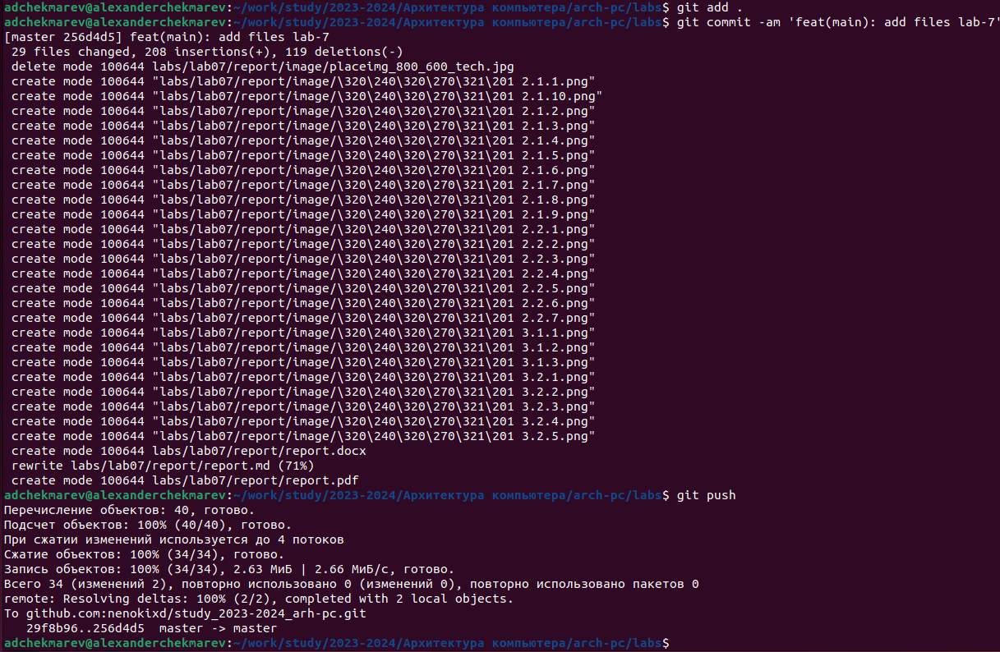 adchekmarev@alexanderchekmarev:~/work/study/2023-2024/Архитектура компьютера/arch-pc/labs$ git add .
adchekmarev@alexanderchekmarev:~/work/study/2023-2024/Архитектура компьютера/arch-pc/labs$ git commit -am 'feat(main): add files lab-7'
[master 256d4d5] feat(main): add files lab-7
 29 files changed, 208 insertions(+), 119 deletions(-)
 delete mode 100644 labs/lab07/report/image/placeimg_800_600_tech.jpg
 create mode 100644 "labs/lab07/report/image/\320\240\320\270\321\201 2.1.1.png"
 create mode 100644 "labs/lab07/report/image/\320\240\320\270\321\201 2.1.10.png"
 create mode 100644 "labs/lab07/report/image/\320\240\320\270\321\201 2.1.2.png"
 create mode 100644 "labs/lab07/report/image/\320\240\320\270\321\201 2.1.3.png"
 create mode 100644 "labs/lab07/report/image/\320\240\320\270\321\201 2.1.4.png"
 create mode 100644 "labs/lab07/report/image/\320\240\320\270\321\201 2.1.5.png"
 create mode 100644 "labs/lab07/report/image/\320\240\320\270\321\201 2.1.6.png"
 create mode 100644 "labs/lab07/report/image/\320\240\320\270\321\201 2.1.7.png"
 create mode 100644 "labs/lab07/report/image/\320\240\320\270\321\201 2.1.8.png"
 create mode 100644 "labs/lab07/report/image/\320\240\320\270\321\201 2.1.9.png"
 create mode 100644 "labs/lab07/report/image/\320\240\320\270\321\201 2.2.1.png"
 create mode 100644 "labs/lab07/report/image/\320\240\320\270\321\201 2.2.2.png"
 create mode 100644 "labs/lab07/report/image/\320\240\320\270\321\201 2.2.3.png"
 create mode 100644 "labs/lab07/report/image/\320\240\320\270\321\201 2.2.4.png"
 create mode 100644 "labs/lab07/report/image/\320\240\320\270\321\201 2.2.5.png"
 create mode 100644 "labs/lab07/report/image/\320\240\320\270\321\201 2.2.6.png"
 create mode 100644 "labs/lab07/report/image/\320\240\320\270\321\201 2.2.7.png"
 create mode 100644 "labs/lab07/report/image/\320\240\320\270\321\201 3.1.1.png"
 create mode 100644 "labs/lab07/report/image/\320\240\320\270\321\201 3.1.2.png"
 create mode 100644 "labs/lab07/report/image/\320\240\320\270\321\201 3.1.3.png"
 create mode 100644 "labs/lab07/report/image/\320\240\320\270\321\201 3.2.1.png"
 create mode 100644 "labs/lab07/report/image/\320\240\320\270\321\201 3.2.2.png"
 create mode 100644 "labs/lab07/report/image/\320\240\320\270\321\201 3.2.3.png"
 create mode 100644 "labs/lab07/report/image/\320\240\320\270\321\201 3.2.4.png"
 create mode 100644 "labs/lab07/report/image/\320\240\320\270\321\201 3.2.5.png"
 create mode 100644 labs/lab07/report/report.docx
 rewrite labs/lab07/report/report.md (71%)
 create mode 100644 labs/lab07/report/report.pdf
adchekmarev@alexanderchekmarev:~/work/study/2023-2024/Архитектура компьютера/arch-pc/labs$ git push
Перечисление объектов: 40, готово.
Подсчет объектов: 100% (40/40), готово.
При сжатии изменений используется до 4 потоков
Сжатие объектов: 100% (34/34), готово.
Запись объектов: 100% (34/34), 2.63 МиБ | 2.66 МиБ/с, готово.
Всего 34 (изменений 2), повторно использовано 0 (изменений 0), повторно использовано пакетов 0
remote: Resolving deltas: 100% (2/2), completed with 2 local objects.
To github.com:nenokixd/study_2023-2024_arh-pc.git
   29f8b96..256d4d5  master -> master
adchekmarev@alexanderchekmarev:~/work/study/2023-2024/Архитектура компьютера/arch-pc/labs$